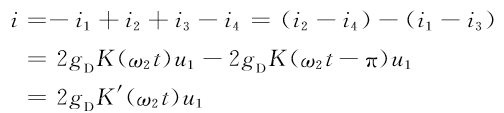 i = − i₁ + i₂ + i₃ − i₄ = (i₂ − i₄) − (i₁ − i₃)
= 2g_D K(ω₂t)u₁ − 2g_D K(ω₂t − π)u₁
= 2g_D K′(ω₂t)u₁